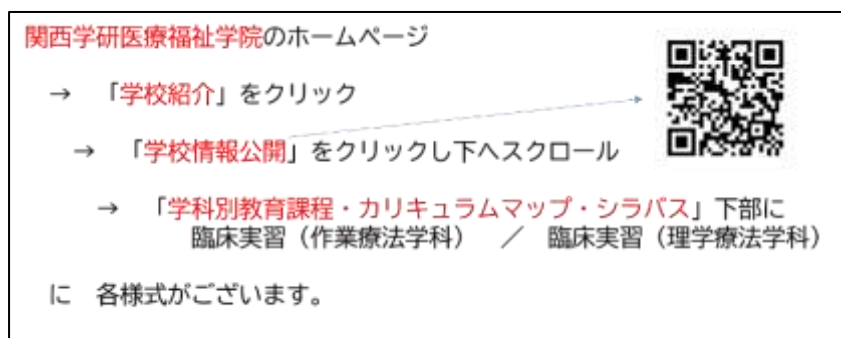 関西学研医療福祉学院のホームページ
→ 「学校紹介」をクリック
→ 「学校情報公開」をクリックし下へスクロール
→ 「学科別教育課程・カリキュラムマップ・シラバス」下部に
臨床実習（作業療法学科） ／ 臨床実習（理学療法学科）
に 各様式がございます。